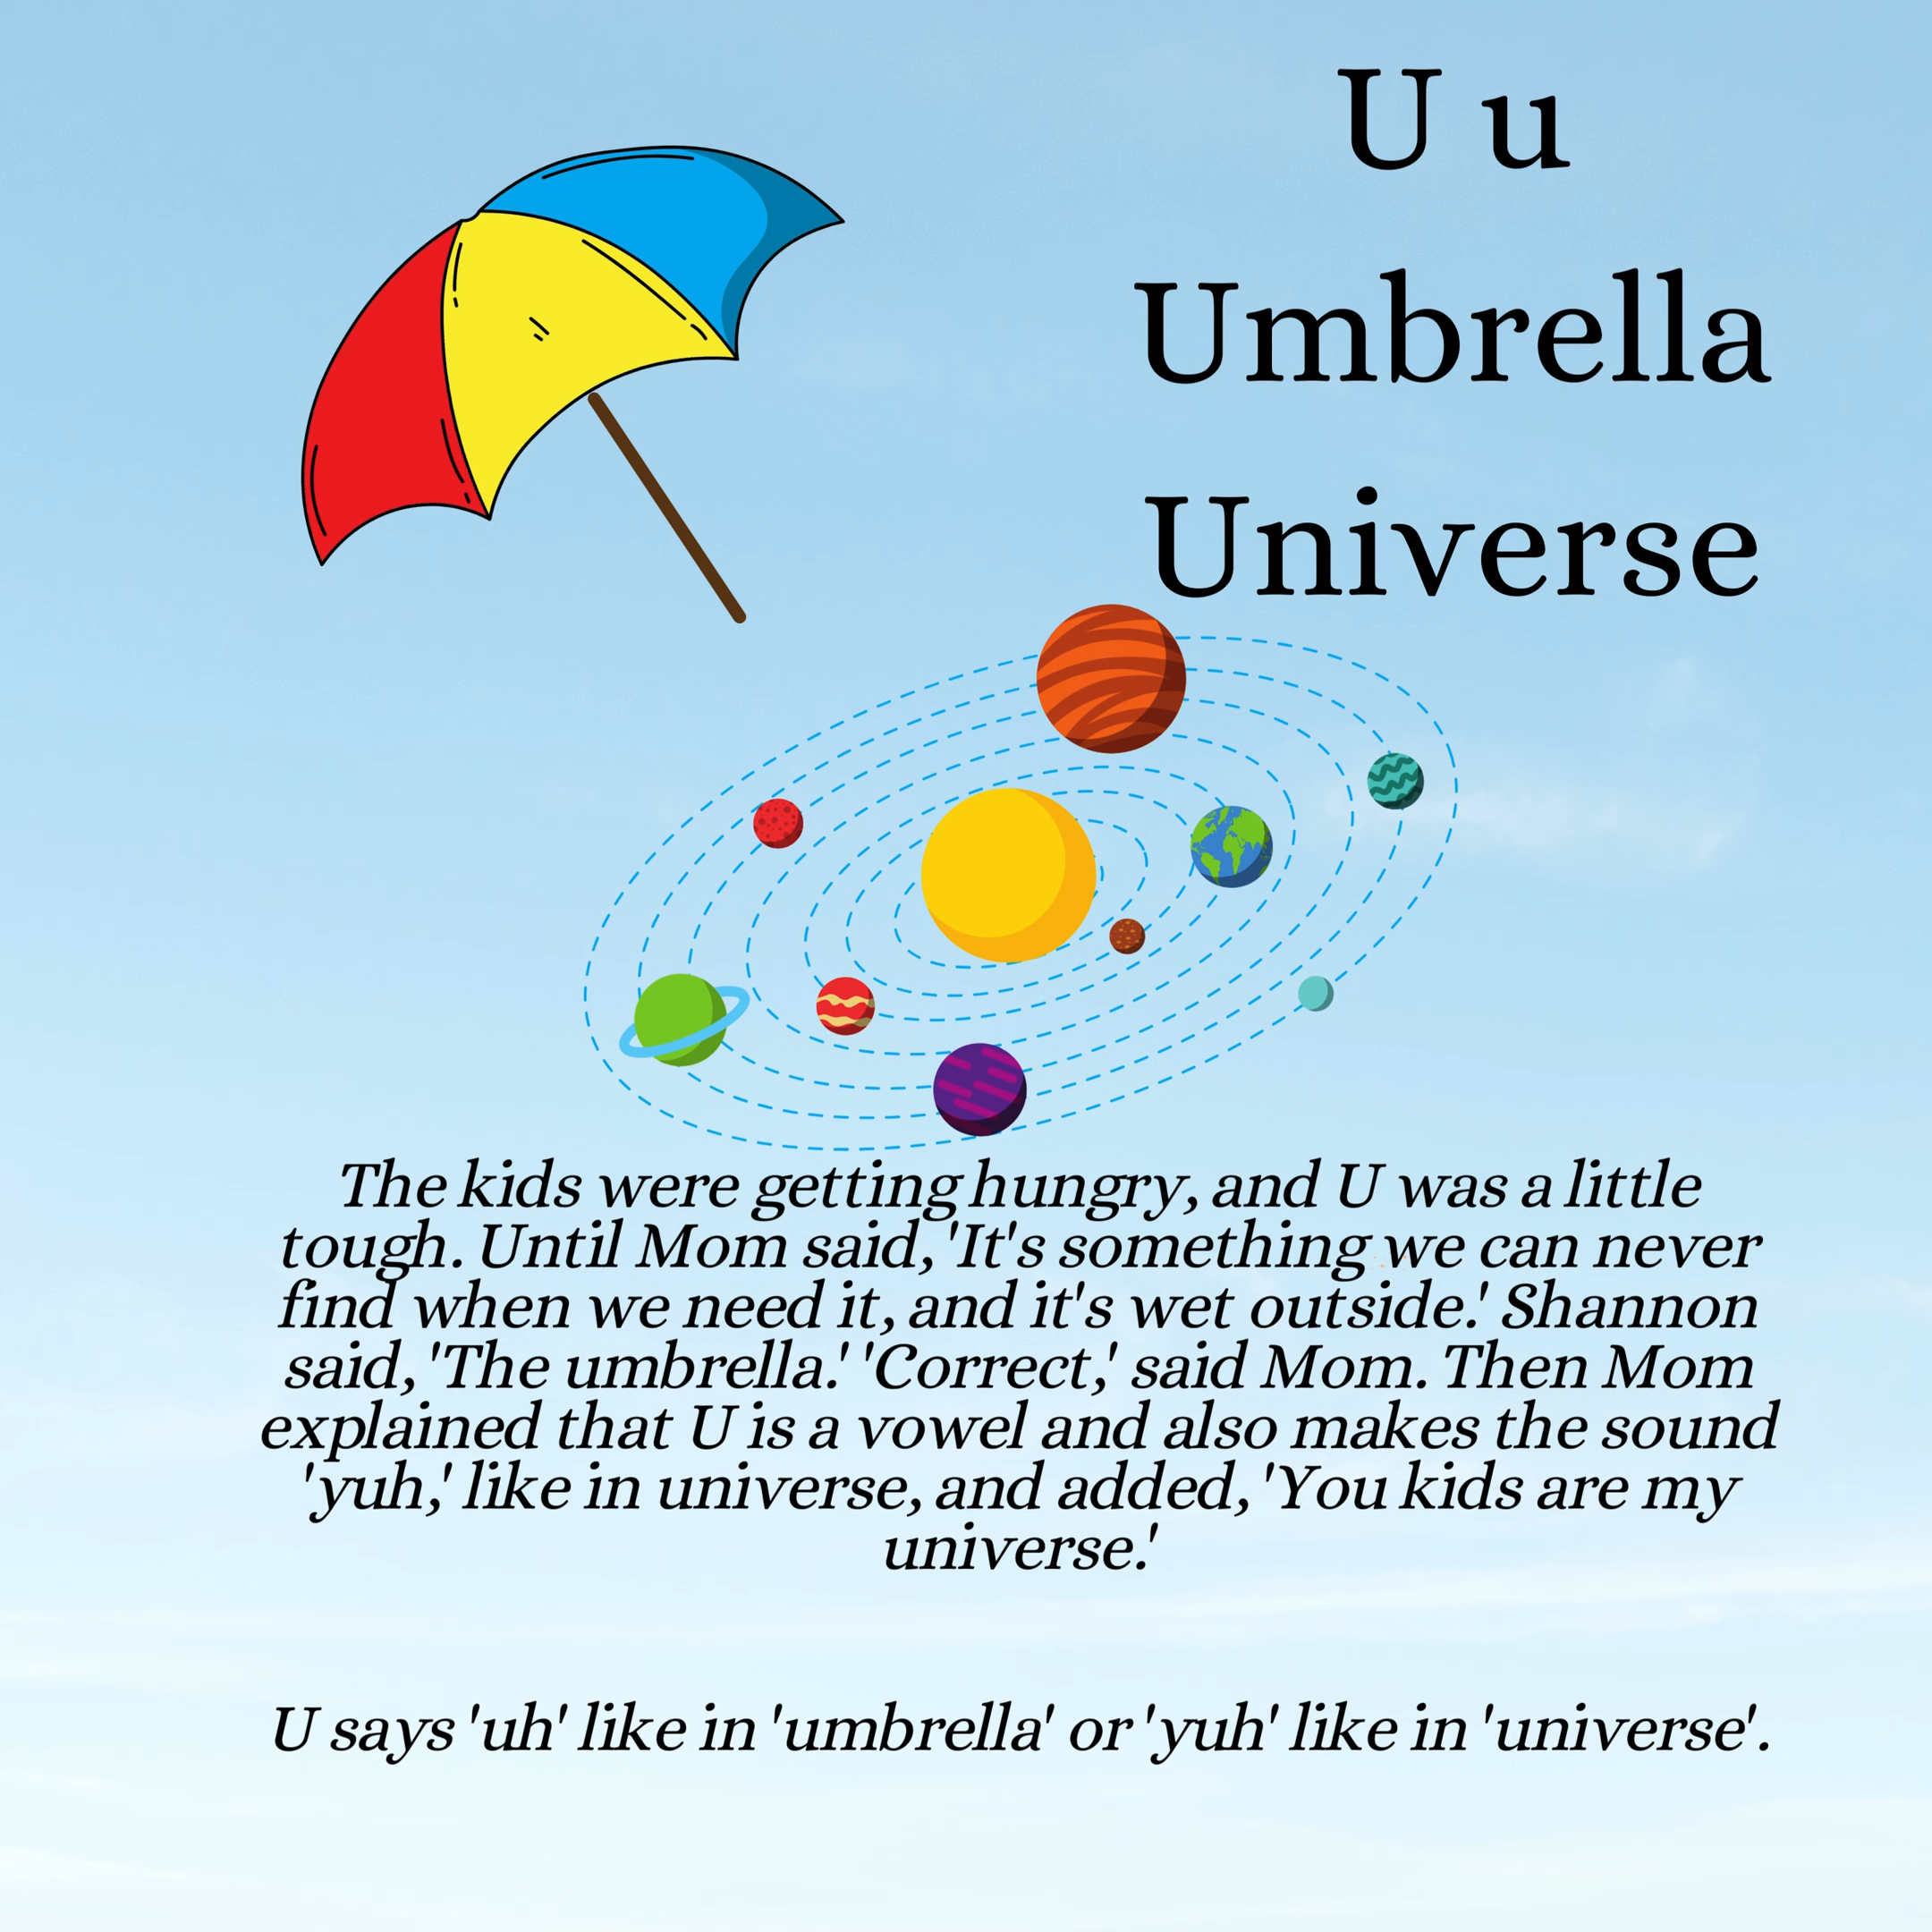 U u
Umbrella
Universe
The kids were getting hungry, and U was a little
tough. Until Mom said, 'It's something we can never
find when we need it, and it's wet outside.' Shannon
said, 'The umbrella.' 'Correct,' said Mom. Then Mom
explained that U is a vowel and also makes the sound
'yuh,' like in universe, and added, 'You kids are my
universe.'
U says 'uh' like in 'umbrella' or 'yuh' like in 'universe'.